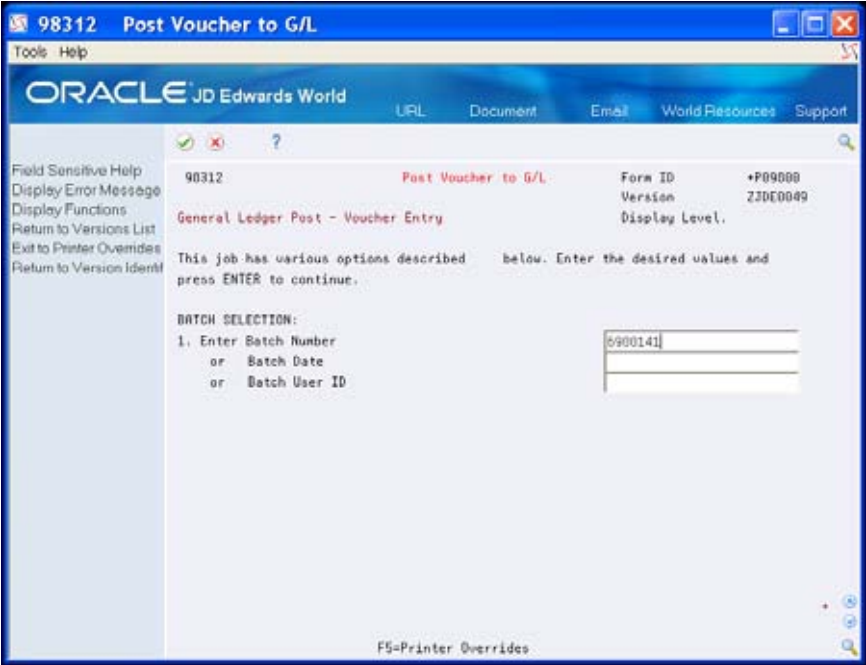 98312 Post Voucher to G/L
Tools Help
ORACLE JD Edwards World
URL Document Email World Resources Support
?
Field Sensitive Help
Display Error Message
Display Functions
Return to Versions List
Exit to Printer Overrides
Return to Version Identif
98312 Post Voucher to G/L Form ID *P09800
Version ZJDE0049
General Ledger Post - Voucher Entry Display Level.
This job has various options described below. Enter the desired values and
press ENTER to continue.
BATCH SELECTION:
1. Enter Batch Number 6900141
or Batch Date
or Batch User ID
F5=Printer Overrides